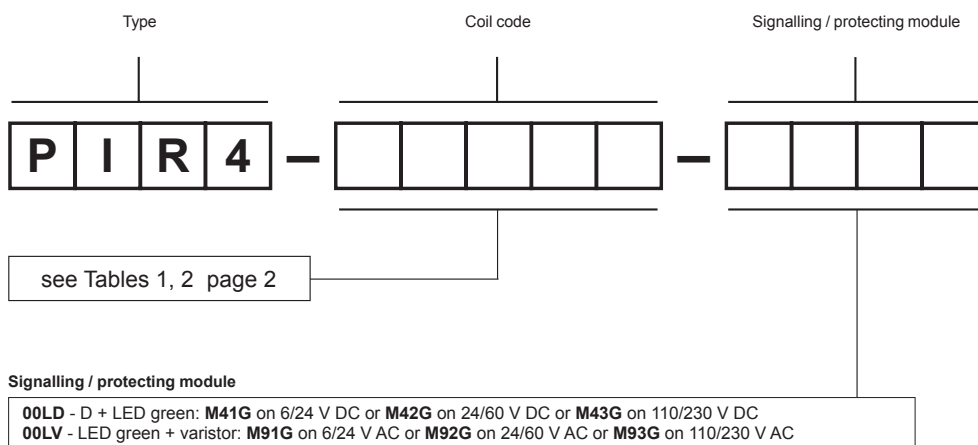 Type Coil code Signalling / protecting module
PIR4 – –
see Tables 1, 2 page 2
Signalling / protecting module
00LD - D + LED green: M41G on 6/24 V DC or M42G on 24/60 V DC or M43G on 110/230 V DC
00LV - LED green + varistor: M91G on 6/24 V AC or M92G on 24/60 V AC or M93G on 110/230 V AC